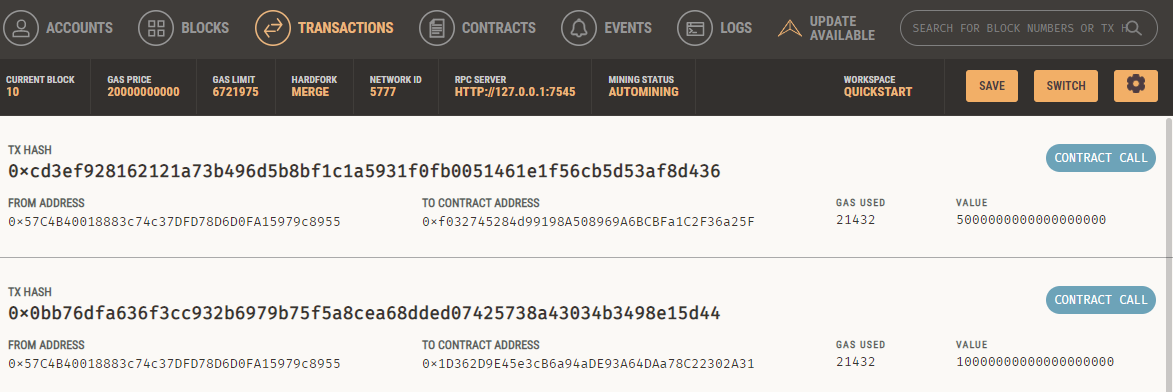 ACCOUNTS BLOCKS TRANSACTIONS CONTRACTS EVENTS LOGS UPDATE AVAILABLE SEARCH FOR BLOCK NUMBERS OR TX H
CURRENT BLOCK GAS PRICE GAS LIMIT HARDFORK NETWORK ID RPC SERVER MINING STATUS WORKSPACE
10 20000000000 6721975 MERGE 5777 HTTP://127.0.0.1:7545 AUTOMINING QUICKSTART SAVE SWITCH
TX HASH
0×cd3ef928162121a73b496d5b8bf1c1a5931f0fb0051461e1f56cb5d53af8d436 CONTRACT CALL
FROM ADDRESS TO CONTRACT ADDRESS GAS USED VALUE
0×57C4B40018883c74c37DFD78D6D0FA15979c8955 0×f032745284d99198A508969A6BCBFa1C2F36a25F 21432 5000000000000000000
TX HASH
0×0bb76dfa636f3cc932b6979b75f5a8cea68dded07425738a43034b3498e15d44 CONTRACT CALL
FROM ADDRESS TO CONTRACT ADDRESS GAS USED VALUE
0×57C4B40018883c74c37DFD78D6D0FA15979c8955 0×1D362D9E45e3cB6a94aDE93A64DAa78C22302A31 21432 10000000000000000000